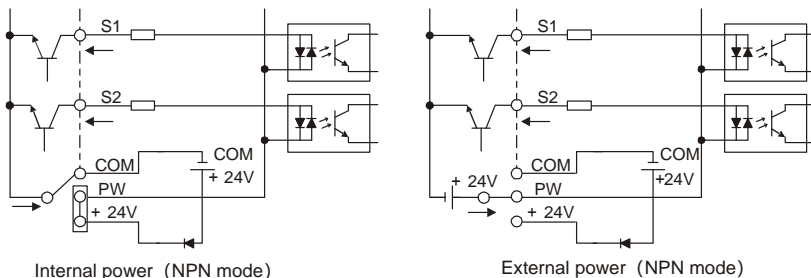 S1
S2
COM
COM
+ 24V
PW
+ 24V
Internal power (NPN mode)
S1
S2
COM
COM
+24V
+ 24V
PW
+ 24V
External power (NPN mode)